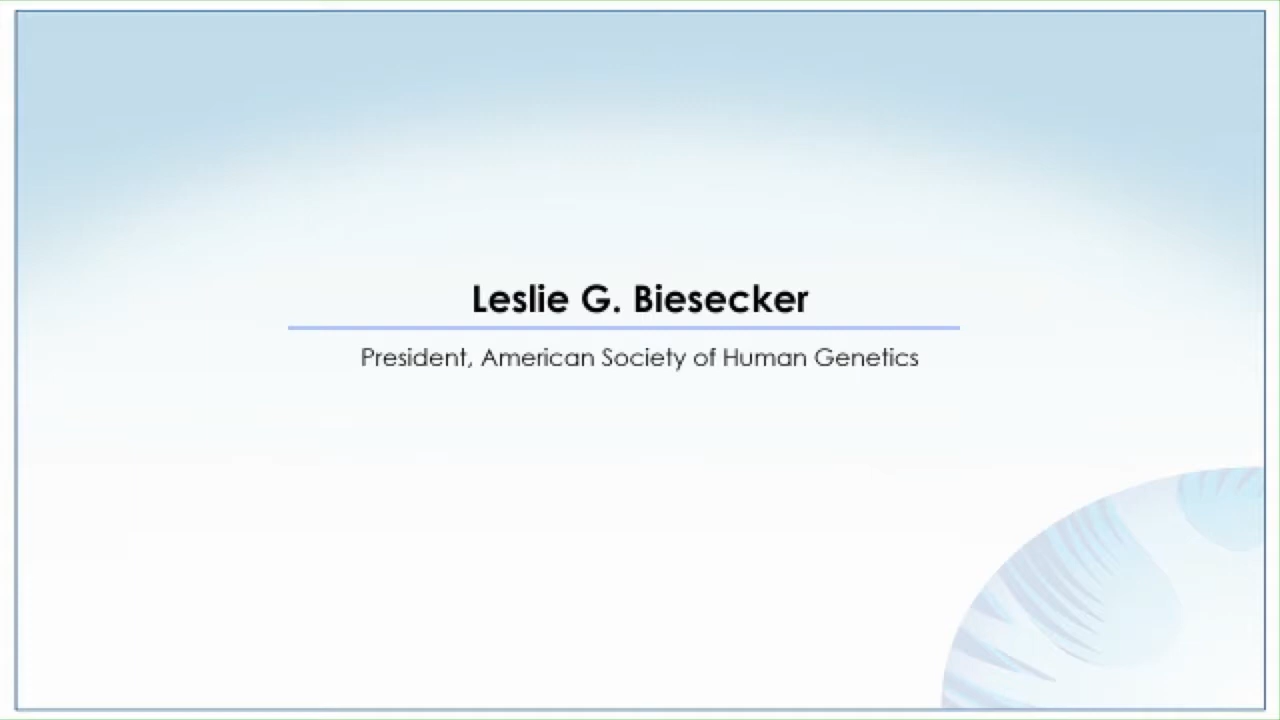 Leslie G. Biesecker
President, American Society of Human Genetics